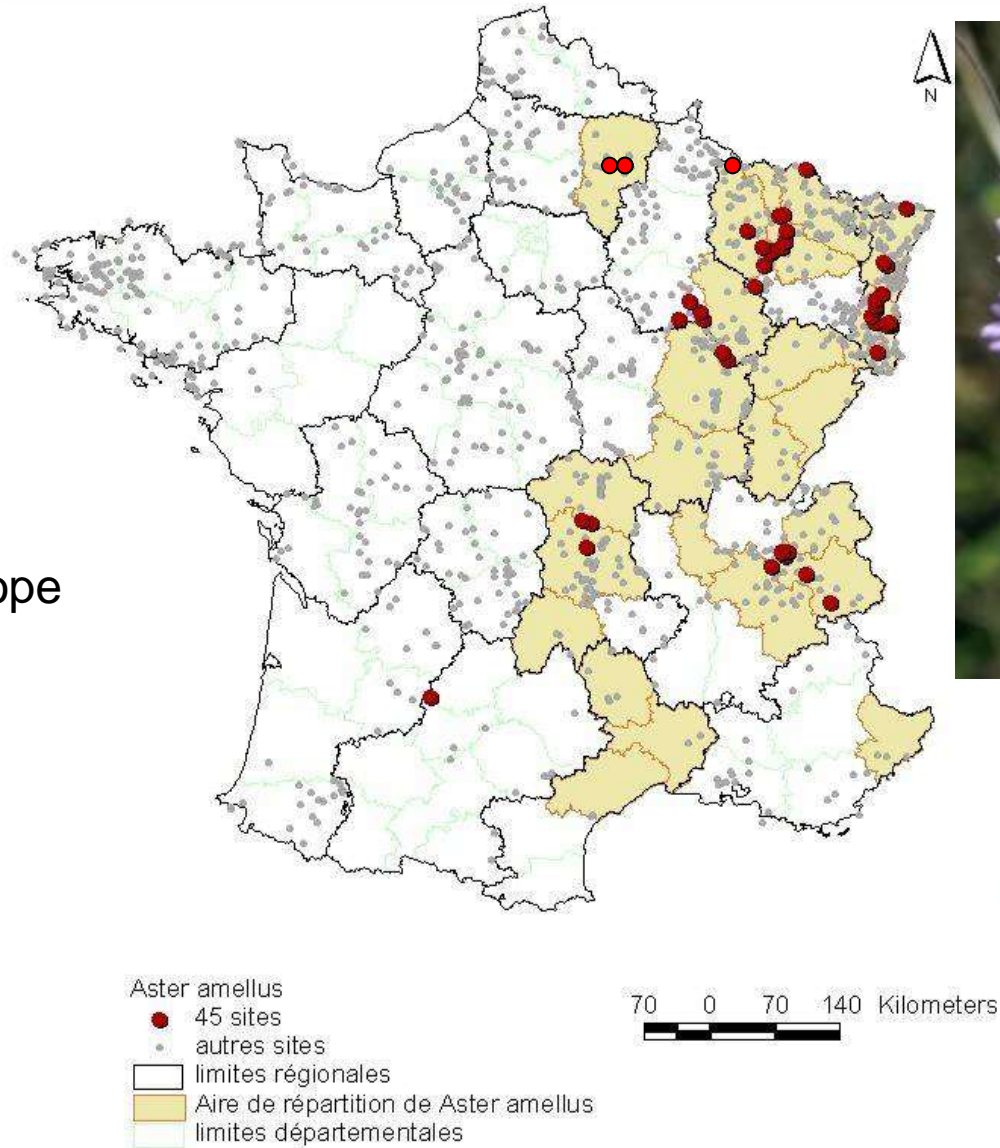 N
ope
Aster amellus
45 sites
autres sites
limites régionales
Aire de répartition de Aster amellus
limites départementales
70 0 70 140 Kilometers